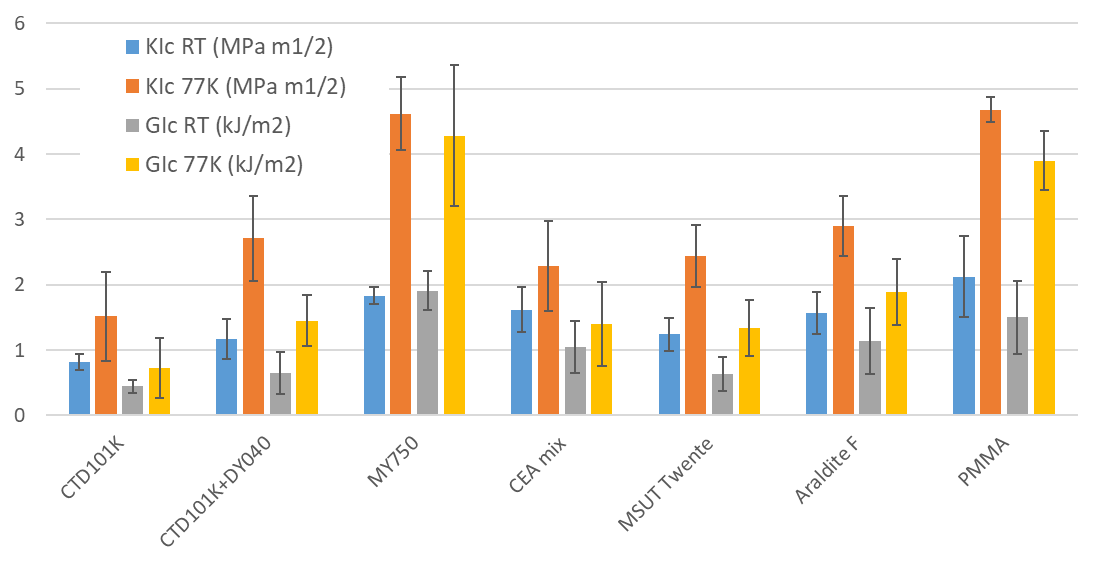 6
5
4
3
2
1
0
KIc RT (MPa m1/2)
KIc 77K (MPa m1/2)
GIc RT (kJ/m2)
GIc 77K (kJ/m2)
CTD101K
CTD101K+DY040
MY750
CEA mix
MSUT Twente
Araldite F
PMMA